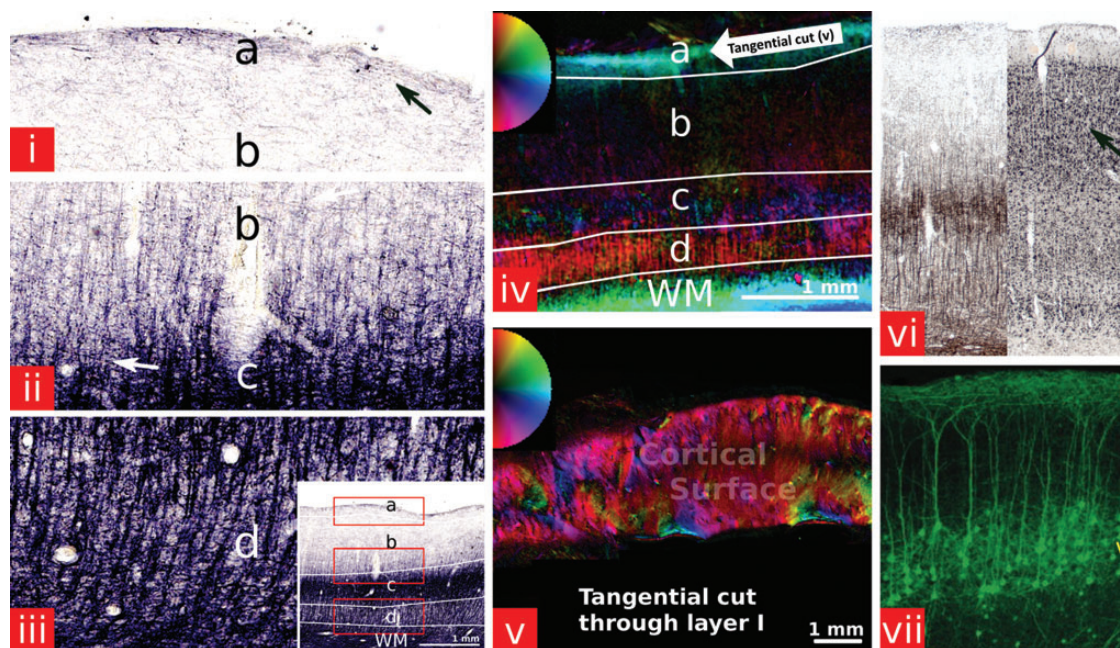 a
b
i
b
c
ii
d
iii
a
b
c
d
WM
1 mm
a
Tangential cut (v)
b
c
d
WM
1 mm
iv
Cortical
Surface
Tangential cut
through layer I
1 mm
v
vi
vii